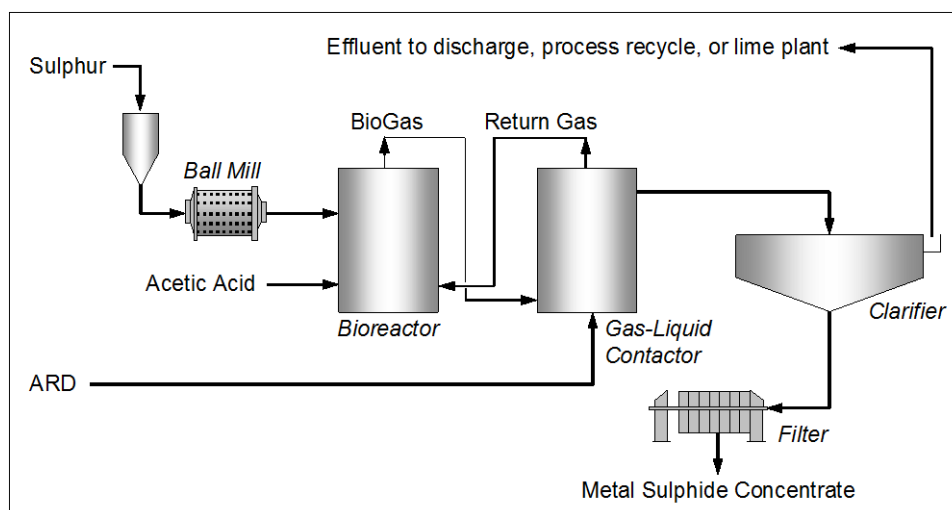 Effluent to discharge, process recycle, or lime plant
Sulphur
BioGas
Return Gas
Ball Mill
Acetic Acid
Bioreactor
Gas-Liquid
Contactor
Clarifier
ARD
Filter
Metal Sulphide Concentrate